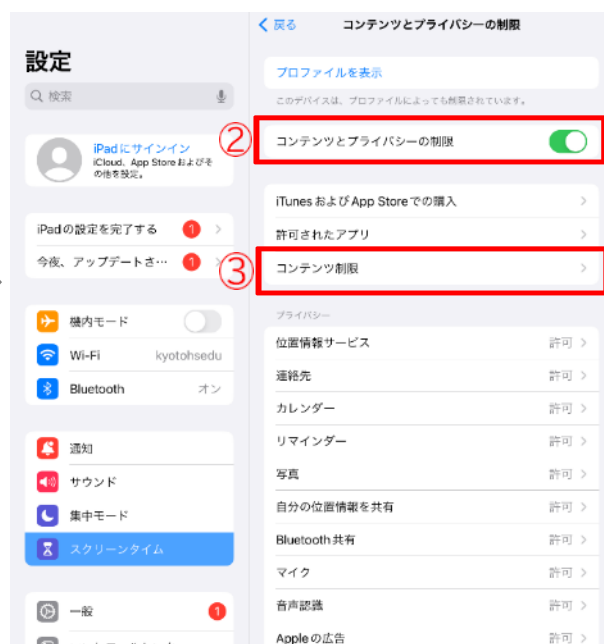 戻る
コンテンツとプライバシーの制限
設定
検索
プロファイルを表示
このデバイスは、プロファイルによっても制限されています。
②
コンテンツとプライバシーの制限
iPadにサインイン
iCloud、App Storeおよびそ
の他を設定。
iTunesおよびApp Storeでの購入
iPadの設定を完了する
1
許可されたアプリ
今夜、アップデートさ…
1
③
コンテンツ制限
プライバシー
機内モード
位置情報サービス 許可
Wi-Fi kyotohsedu
連絡先 許可
Bluetooth オン
カレンダー 許可
リマインダー 許可
通知
写真 許可
サウンド
自分の位置情報を共有 許可
集中モード
Bluetooth共有 許可
スクリーンタイム
マイク 許可
音声認識 許可
一般
1
Appleの広告 許可